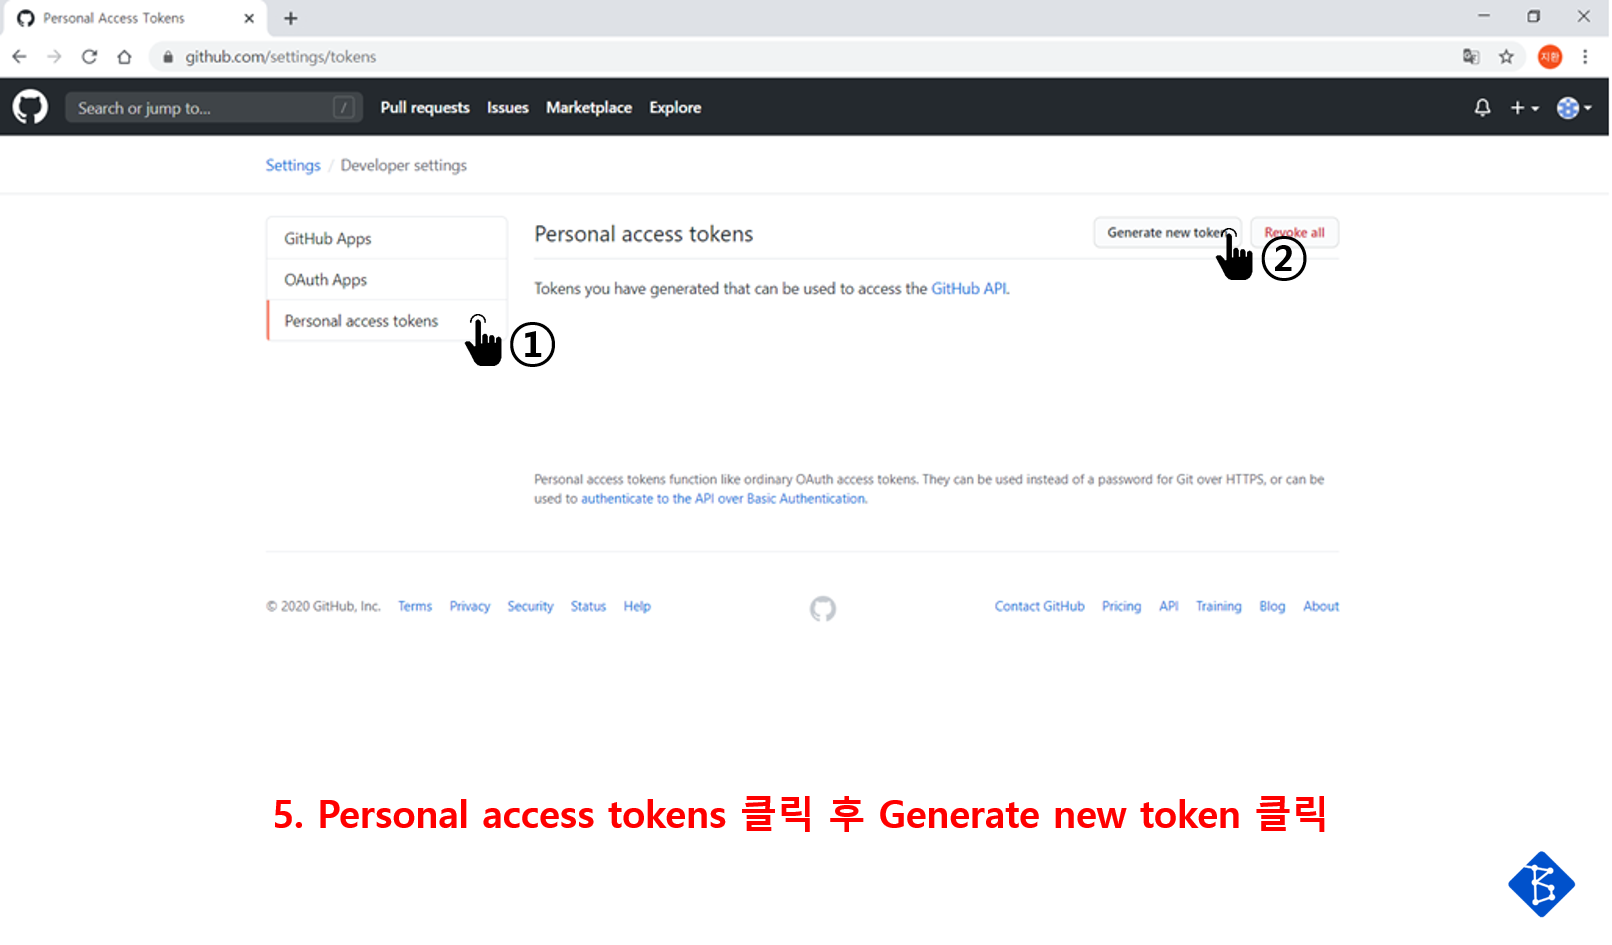 Personal Access Tokens
github.com/settings/tokens
지환
Search or jump to...
/
Pull requests Issues Marketplace Explore
Settings / Developer settings
GitHub Apps
OAuth Apps
Personal access tokens
①
Personal access tokens
Generate new token
Revoke all
②
Tokens you have generated that can be used to access the GitHub API.
Personal access tokens function like ordinary OAuth access tokens. They can be used instead of a password for Git over HTTPS, or can be
used to authenticate to the API over Basic Authentication.
© 2020 GitHub, Inc. Terms Privacy Security Status Help
Contact GitHub Pricing API Training Blog About
5. Personal access tokens 클릭 후 Generate new token 클릭